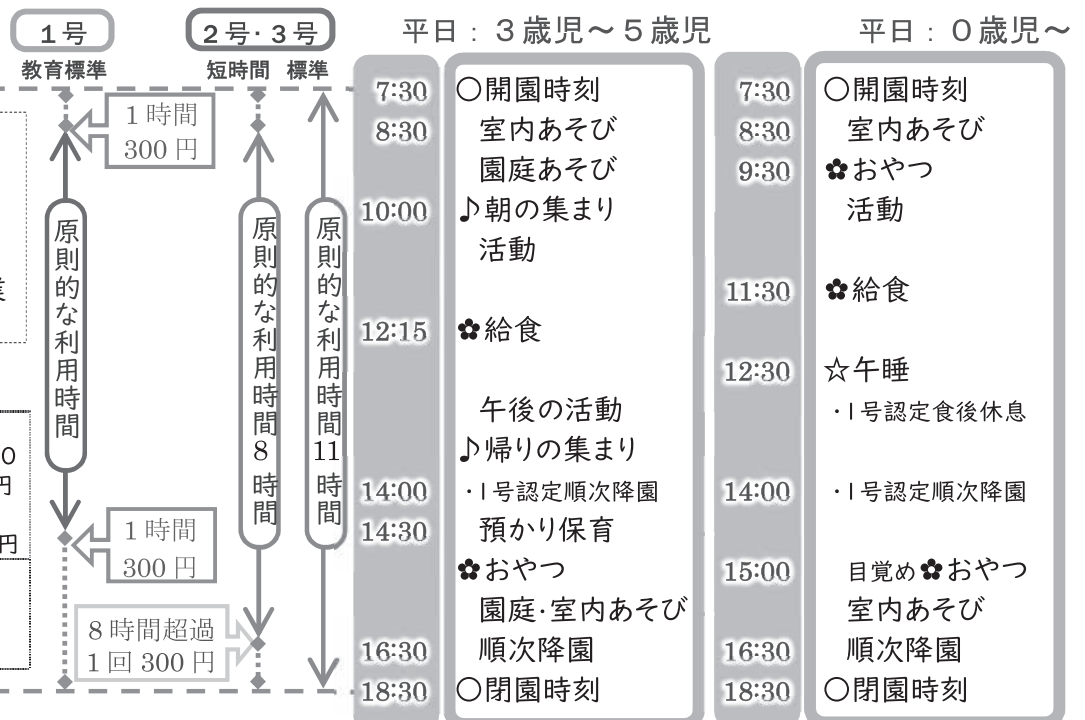 1号
教育標準
2号・3号
短時間 標準
1時間
300円
原則的な利用時間
1時間
300円
原則的な利用時間8時間
原則的な利用時間11時間
8時間超過
1回300円
円
円
平日：3歳児～5歳児
7:30 〇開園時刻
8:30 室内あそび
園庭あそび
10:00 ♪朝の集まり
活動
12:15 ✿給食
午後の活動
♪帰りの集まり
14:00 ・1号認定順次降園
14:30 預かり保育
✿おやつ
園庭・室内あそび
16:30 順次降園
18:30 〇閉園時刻
平日：0歳児～
7:30 〇開園時刻
8:30 室内あそび
9:30 ✿おやつ
活動
11:30 ✿給食
12:30 ☆午睡
・1号認定食後休息
14:00 ・1号認定順次降園
15:00 目覚め✿おやつ
室内あそび
16:30 順次降園
18:30 〇閉園時刻